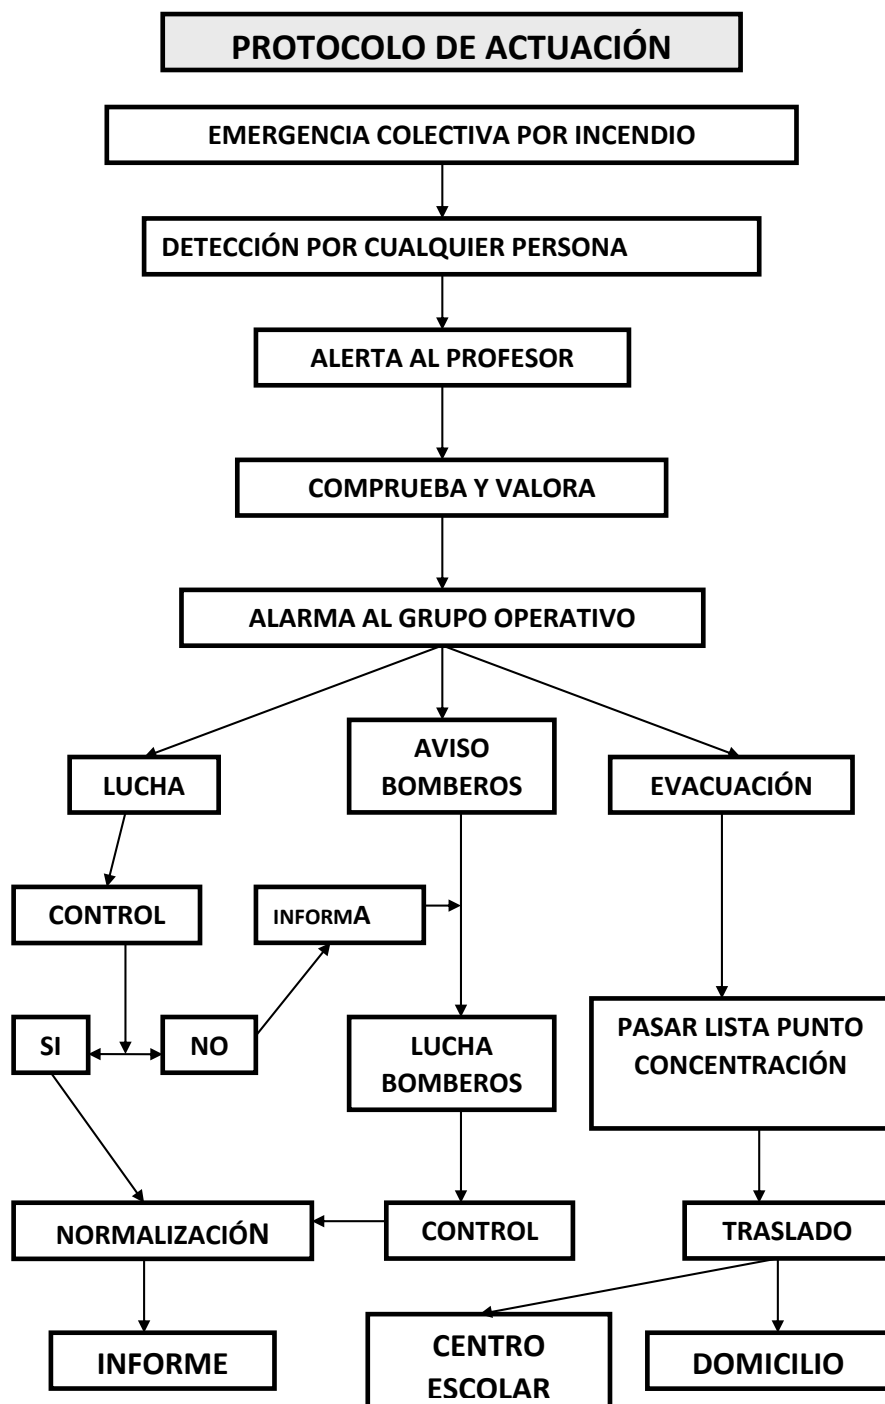 PROTOCOLO DE ACTUACIÓN
EMERGENCIA COLECTIVA POR INCENDIO
DETECCIÓN POR CUALQUIER PERSONA
ALERTA AL PROFESOR
COMPRUEBA Y VALORA
ALARMA AL GRUPO OPERATIVO
LUCHA
AVISO
BOMBEROS
EVACUACIÓN
CONTROL
INFORMA
SI
NO
LUCHA
BOMBEROS
PASAR LISTA PUNTO
CONCENTRACIÓN
NORMALIZACIÓN
CONTROL
TRASLADO
INFORME
CENTRO
ESCOLAR
DOMICILIO